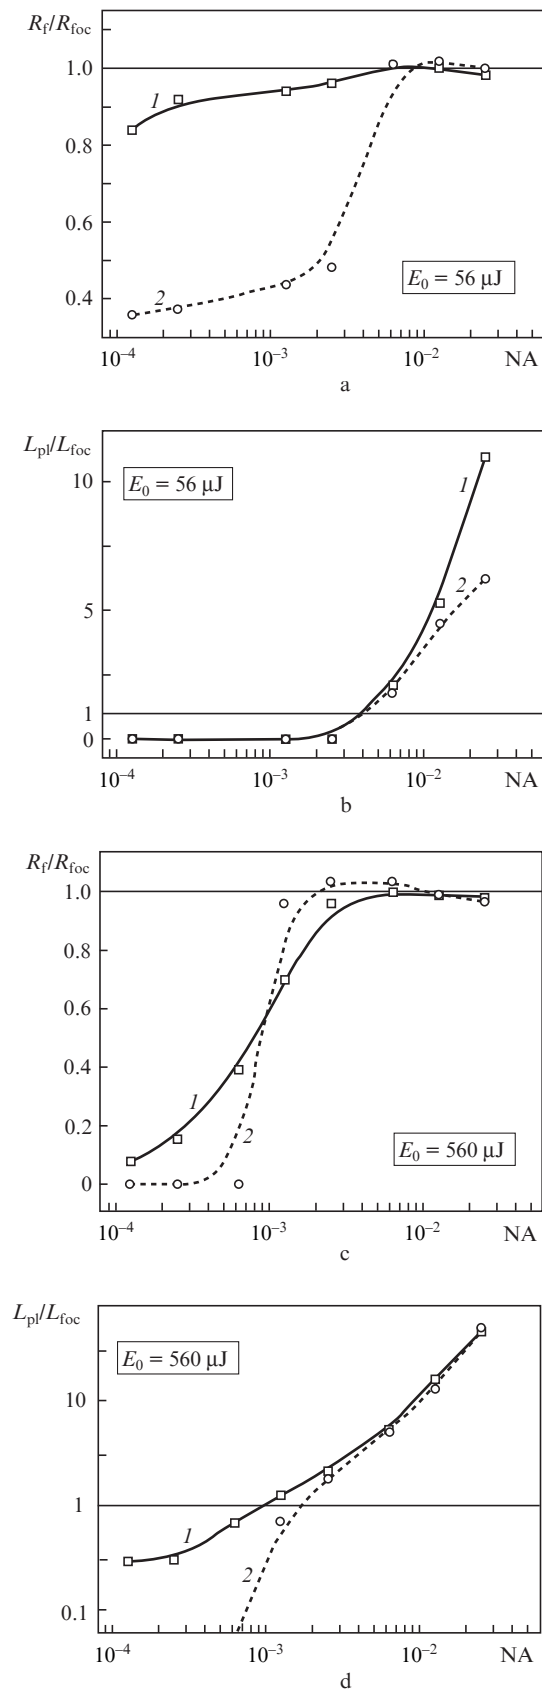 R_f/R_foc
1.0
1
0.8
0.6
2
E_0 = 56 μJ
0.4
10^−4 10^−3 10^−2 NA
a
L_pl/L_foc
E_0 = 56 μJ
10
1
2
5
1
0
10^−4 10^−3 10^−2 NA
b
R_f/R_foc
1.0
0.8
0.6
0.4
1
0.2
2
E_0 = 560 μJ
0
10^−4 10^−3 10^−2 NA
c
L_pl/L_foc
E_0 = 560 μJ
10
1
1
2
0.1
10^−4 10^−3 10^−2 NA
d